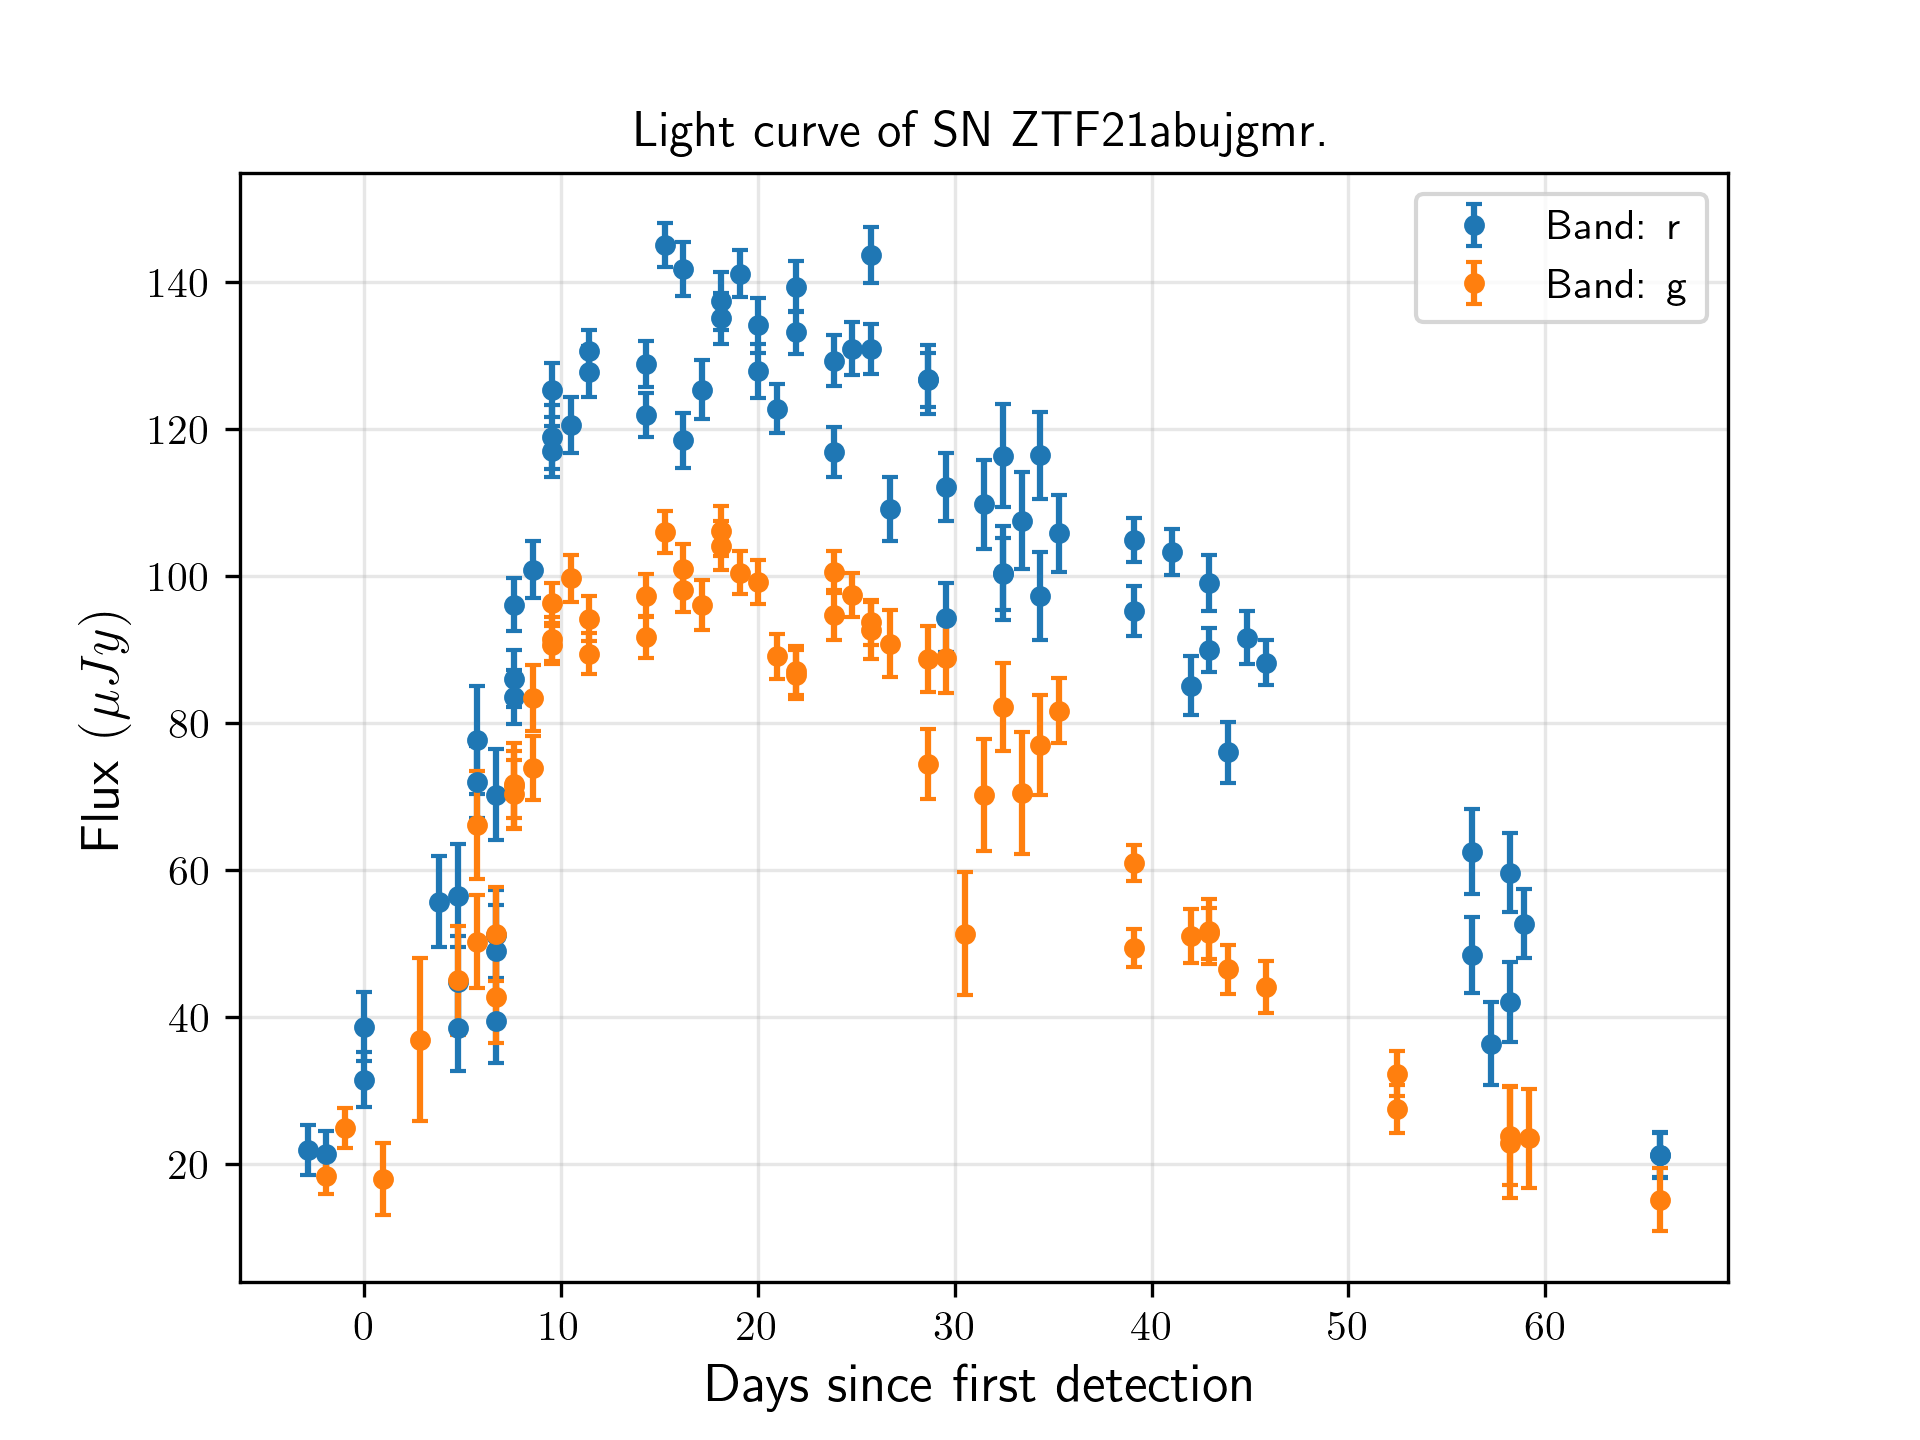 Light curve of SN ZTF21abujgmr.
Band: r
Band: g
140
120
100
80
60
40
20
Flux (μJy)
0 10 20 30 40 50 60
Days since first detection